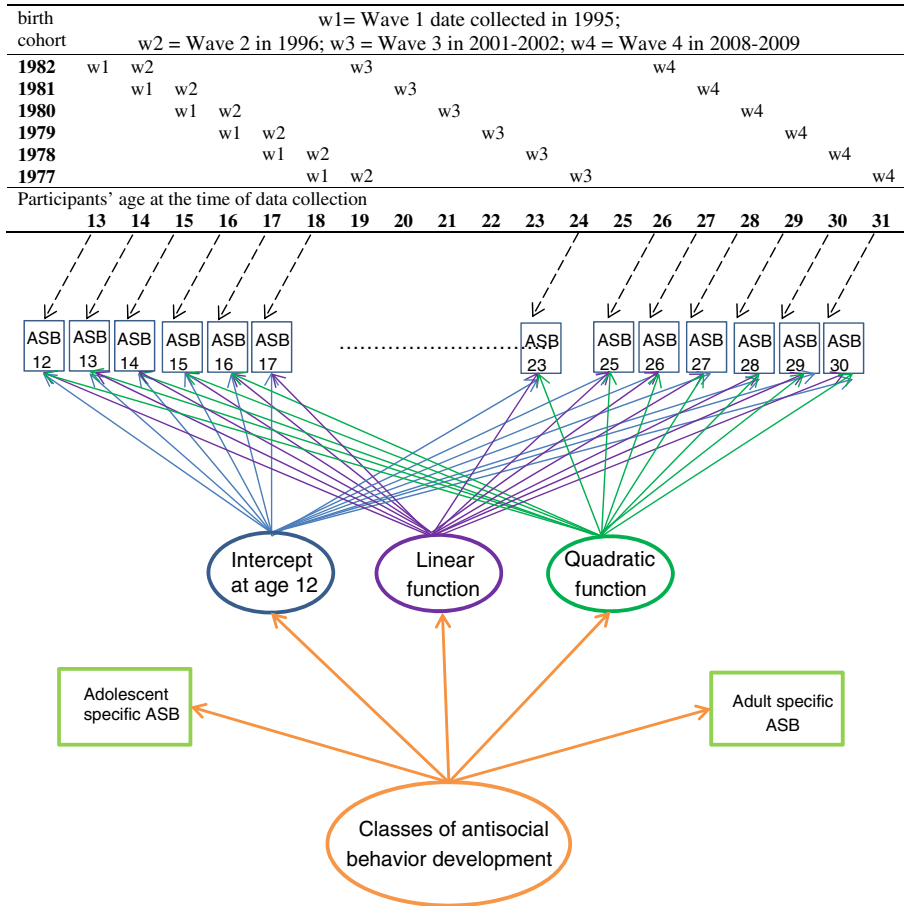 birth cohort
w1= Wave 1 date collected in 1995;
w2 = Wave 2 in 1996; w3 = Wave 3 in 2001-2002; w4 = Wave 4 in 2008-2009
1982 w1 w2 w3 w4
1981 w1 w2 w3 w4
1980 w1 w2 w3 w4
1979 w1 w2 w3 w4
1978 w1 w2 w3 w4
1977 w1 w2 w3 w4
Participants' age at the time of data collection
13 14 15 16 17 18 19 20 21 22 23 24 25 26 27 28 29 30 31
ASB ASB ASB ASB ASB ASB ........................... ASB ASB ASB ASB ASB ASB ASB
12 13 14 15 16 17 23 25 26 27 28 29 30
Intercept at age 12
Linear function
Quadratic function
Adolescent specific ASB
Adult specific ASB
Classes of antisocial
behavior development